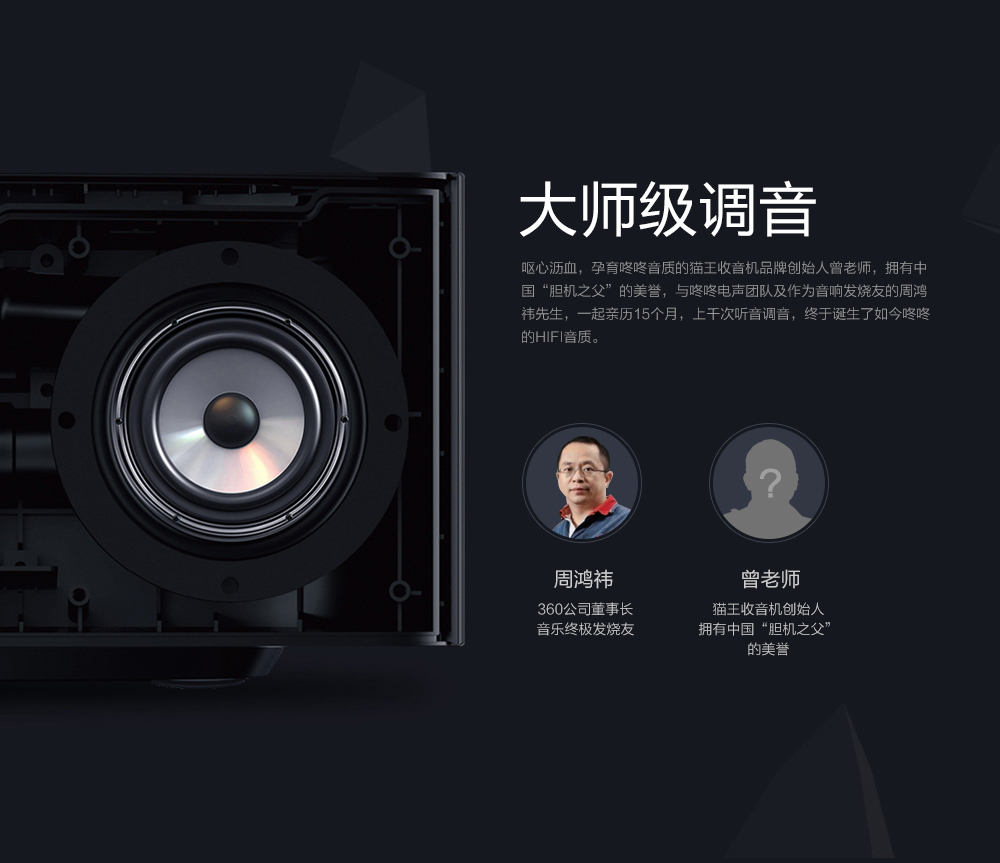 大师级调音
呕心沥血，孕育咚咚音质的猫王收音机品牌创始人曾老师，拥有中
国“胆机之父”的美誉，与咚咚电声团队及作为音响发烧友的周鸿
祎先生，一起亲历15个月，上千次听音调音，终于诞生了如今咚咚
的HIFI音质。
?
周鸿祎
360公司董事长
音乐终极发烧友
曾老师
猫王收音机创始人
拥有中国“胆机之父”
的美誉